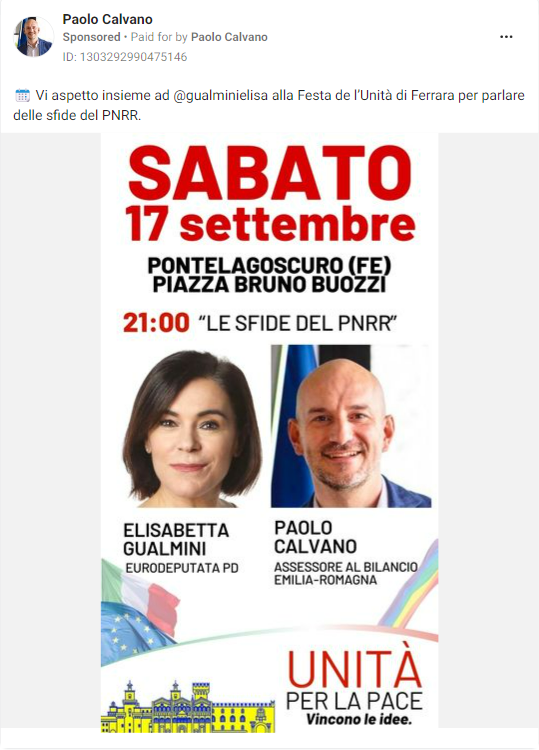 Paolo Calvano
Sponsored • Paid for by Paolo Calvano
ID: 1303292990475146
Vi aspetto insieme ad @gualminielisa alla Festa de l'Unità di Ferrara per parlare
delle sfide del PNRR.
SABATO
17 settembre
PONTELAGOSCURO (FE)
PIAZZA BRUNO BUOZZI
21:00 “LE SFIDE DEL PNRR”
ELISABETTA
GUALMINI
EURODEPUTATA PD
PAOLO
CALVANO
ASSESSORE AL BILANCIO
EMILIA-ROMAGNA
UNITÀ
PER LA PACE
Vincono le idee.